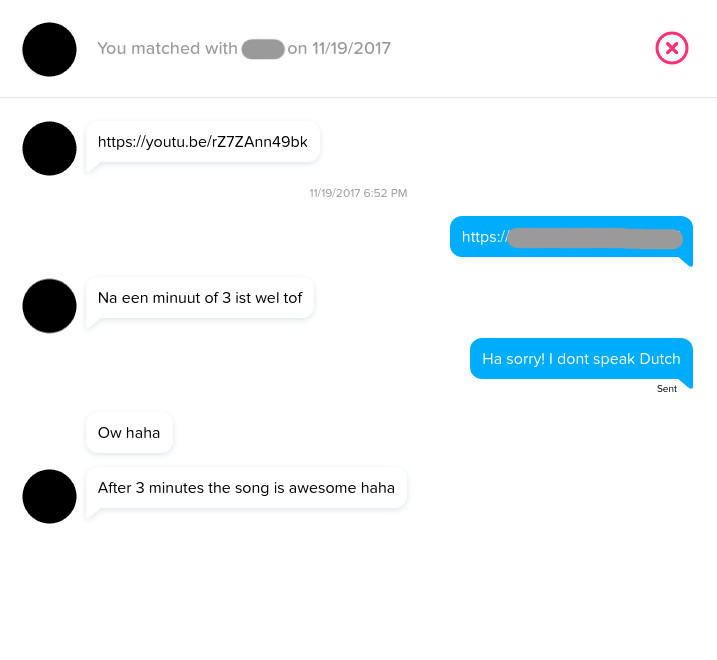 You matched with on 11/19/2017
https://youtu.be/rZ7ZAnn49bk
11/19/2017 6:52 PM
https://
Na een minuut of 3 ist wel tof
Ha sorry! I dont speak Dutch
Sent
Ow haha
After 3 minutes the song is awesome haha